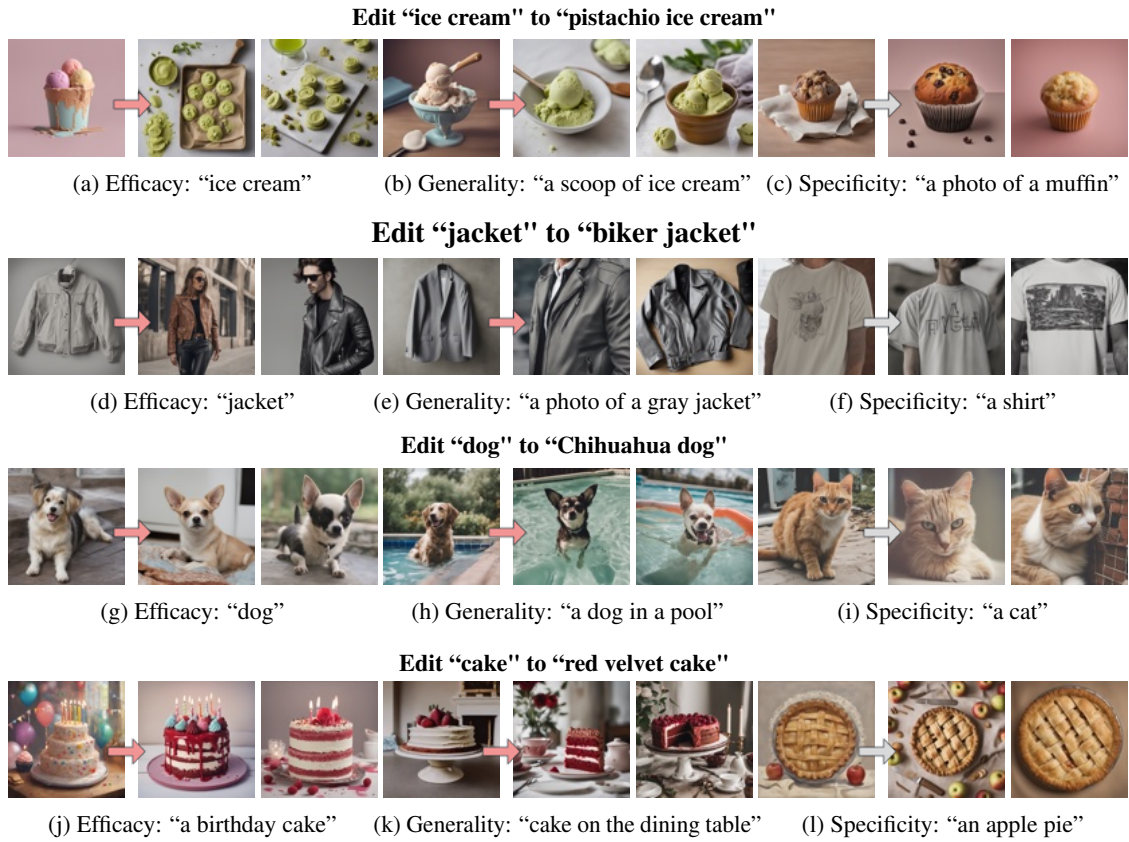 Edit “ice cream" to “pistachio ice cream"
(a) Efficacy: “ice cream”
(b) Generality: “a scoop of ice cream”
(c) Specificity: “a photo of a muffin”
Edit “jacket" to “biker jacket"
(d) Efficacy: “jacket”
(e) Generality: “a photo of a gray jacket”
(f) Specificity: “a shirt”
Edit “dog" to “Chihuahua dog"
(g) Efficacy: “dog”
(h) Generality: “a dog in a pool”
(i) Specificity: “a cat”
Edit “cake" to “red velvet cake"
(j) Efficacy: “a birthday cake”
(k) Generality: “cake on the dining table”
(l) Specificity: “an apple pie”